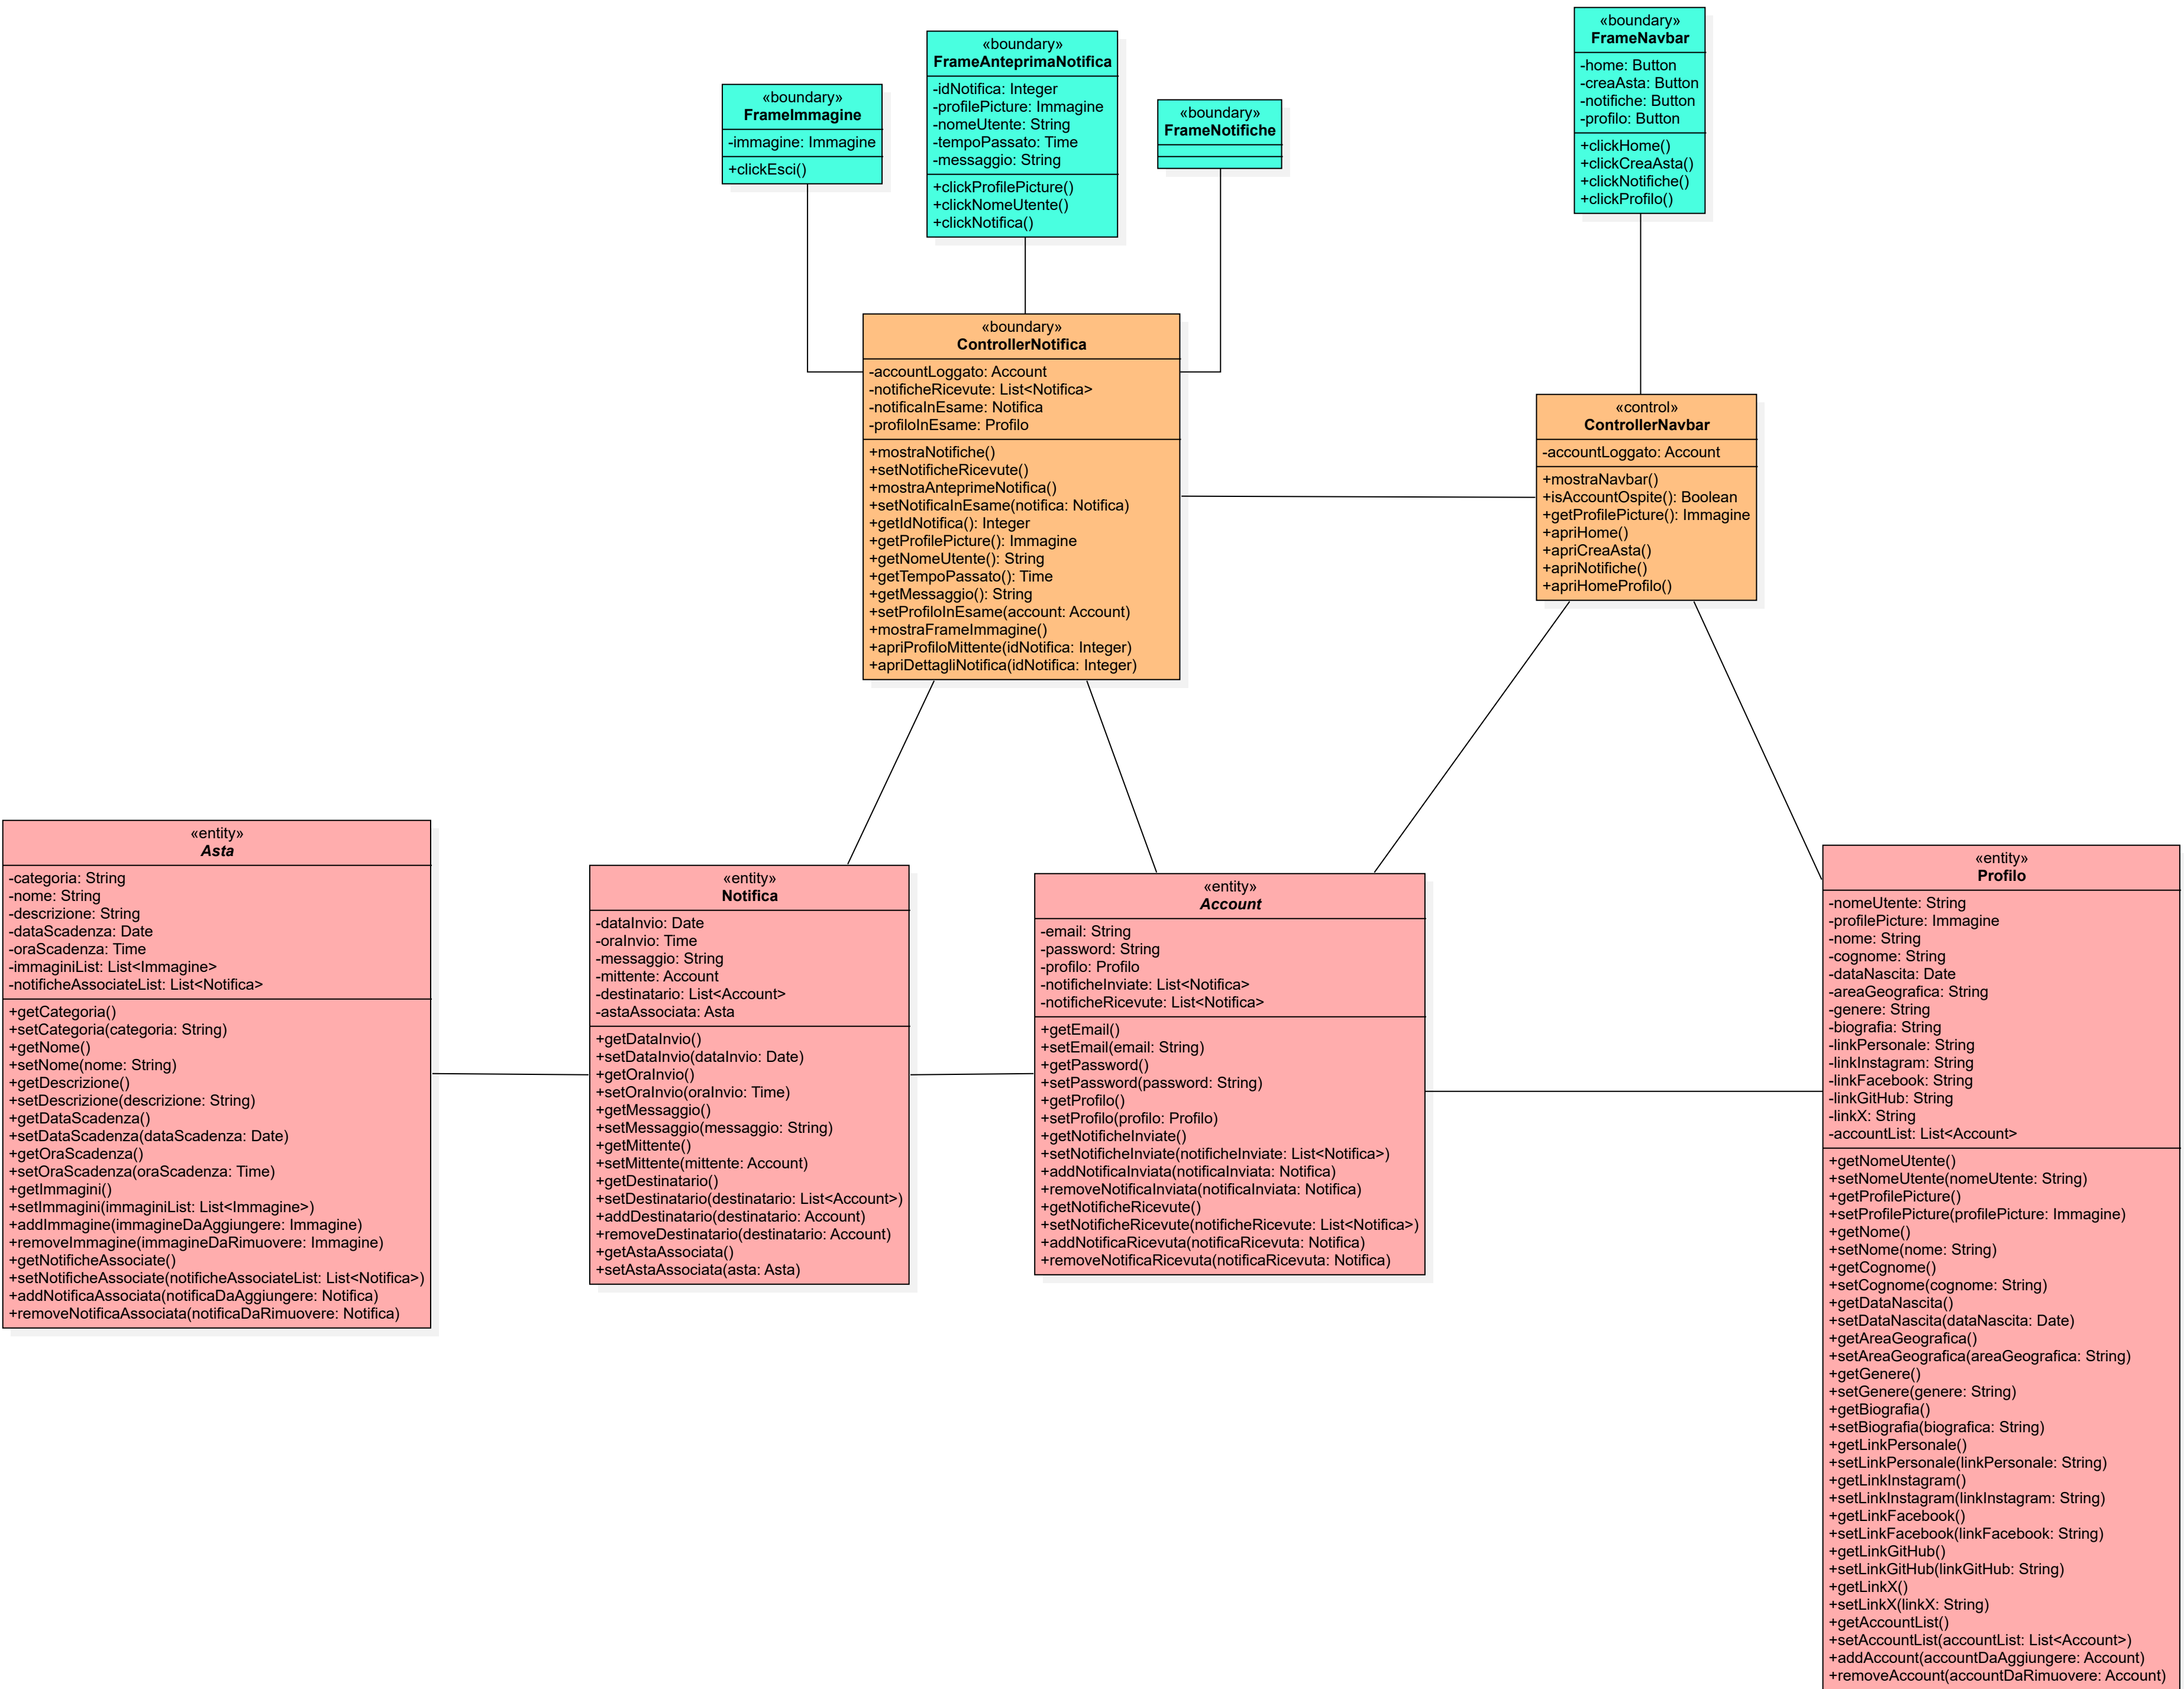 «boundary»
FrameImmagine
-immagine: Immagine
+clickEsci()
«boundary»
FrameAnteprimaNotifica
-idNotifica: Integer
-profilePicture: Immagine
-nomeUtente: String
-tempoPassato: Time
-messaggio: String
+clickProfilePicture()
+clickNomeUtente()
+clickNotifica()
«boundary»
FrameNotifiche
«boundary»
FrameNavbar
-home: Button
-creaAsta: Button
-notifiche: Button
-profilo: Button
+clickHome()
+clickCreaAsta()
+clickNotifiche()
+clickProfilo()
«boundary»
ControllerNotifica
-accountLoggato: Account
-notificheRicevute: List<Notifica>
-notificaInEsame: Notifica
-profiloInEsame: Profilo
+mostraNotifiche()
+setNotificheRicevute()
+mostraAnteprimeNotifica()
+setNotificaInEsame(notifica: Notifica)
+getIdNotifica(): Integer
+getProfilePicture(): Immagine
+getNomeUtente(): String
+getTempoPassato(): Time
+getMessaggio(): String
+setProfiloInEsame(account: Account)
+mostraFrameImmagine()
+apriProfiloMittente(idNotifica: Integer)
+apriDettagliNotifica(idNotifica: Integer)
«control»
ControllerNavbar
-accountLoggato: Account
+mostraNavbar()
+isAccountOspite(): Boolean
+getProfilePicture(): Immagine
+apriHome()
+apriCreaAsta()
+apriNotifiche()
+apriHomeProfilo()
«entity»
Asta
-categoria: String
-nome: String
-descrizione: String
-dataScadenza: Date
-oraScadenza: Time
-immaginiList: List<Immagine>
-notificheAssociateList: List<Notifica>
+getCategoria()
+setCategoria(categoria: String)
+getNome()
+setNome(nome: String)
+getDescrizione()
+setDescrizione(descrizione: String)
+getDataScadenza()
+setDataScadenza(dataScadenza: Date)
+getOraScadenza()
+setOraScadenza(oraScadenza: Time)
+getImmagini()
+setImmagini(immaginiList: List<Immagine>)
+addImmagine(immagineDaAggiungere: Immagine)
+removeImmagine(immagineDaRimuovere: Immagine)
+getNotificheAssociate()
+setNotificheAssociate(notificheAssociateList: List<Notifica>)
+addNotificaAssociata(notificaDaAggiungere: Notifica)
+removeNotificaAssociata(notificaDaRimuovere: Notifica)
«entity»
Notifica
-dataInvio: Date
-oraInvio: Time
-messaggio: String
-mittente: Account
-destinatario: List<Account>
-astaAssociata: Asta
+getDataInvio()
+setDataInvio(dataInvio: Date)
+getOraInvio()
+setOraInvio(oraInvio: Time)
+getMessaggio()
+setMessaggio(messaggio: String)
+getMittente()
+setMittente(mittente: Account)
+getDestinatario()
+setDestinatario(destinatario: List<Account>)
+addDestinatario(destinatario: Account)
+removeDestinatario(destinatario: Account)
+getAstaAssociata()
+setAstaAssociata(asta: Asta)
«entity»
Account
-email: String
-password: String
-profilo: Profilo
-notificheInviate: List<Notifica>
-notificheRicevute: List<Notifica>
+getEmail()
+setEmail(email: String)
+getPassword()
+setPassword(password: String)
+getProfilo()
+setProfilo(profilo: Profilo)
+getNotificheInviate()
+setNotificheInviate(notificheInviate: List<Notifica>)
+addNotificaInviata(notificaInviata: Notifica)
+removeNotificaInviata(notificaInviata: Notifica)
+getNotificheRicevute()
+setNotificheRicevute(notificheRicevute: List<Notifica>)
+addNotificaRicevuta(notificaRicevuta: Notifica)
+removeNotificaRicevuta(notificaRicevuta: Notifica)
«entity»
Profilo
-nomeUtente: String
-profilePicture: Immagine
-nome: String
-cognome: String
-dataNascita: Date
-areaGeografica: String
-genere: String
-biografia: String
-linkPersonale: String
-linkInstagram: String
-linkFacebook: String
-linkGitHub: String
-linkX: String
-accountList: List<Account>
+getNomeUtente()
+setNomeUtente(nomeUtente: String)
+getProfilePicture()
+setProfilePicture(profilePicture: Immagine)
+getNome()
+setNome(nome: String)
+getCognome()
+setCognome(cognome: String)
+getDataNascita()
+setDataNascita(dataNascita: Date)
+getAreaGeografica()
+setAreaGeografica(areaGeografica: String)
+getGenere()
+setGenere(genere: String)
+getBiografia()
+setBiografia(biografica: String)
+getLinkPersonale()
+setLinkPersonale(linkPersonale: String)
+getLinkInstagram()
+setLinkInstagram(linkInstagram: String)
+getLinkFacebook()
+setLinkFacebook(linkFacebook: String)
+getLinkGitHub()
+setLinkGitHub(linkGitHub: String)
+getLinkX()
+setLinkX(linkX: String)
+getAccountList()
+setAccountList(accountList: List<Account>)
+addAccount(accountDaAggiungere: Account)
+removeAccount(accountDaRimuovere: Account)